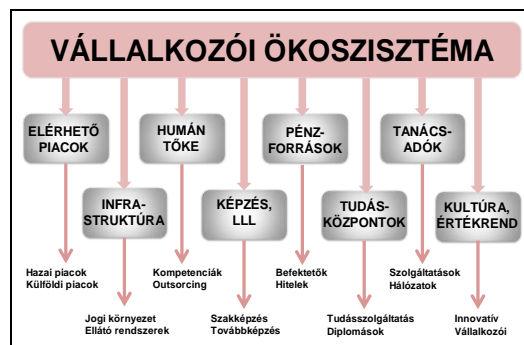 VÁLLALKOZÓI ÖKOSZISZTÉMA
ELÉRHETŐ
PIACOK
HUMÁN
TŐKE
PÉNZ-
FORRÁSOK
TANÁCS-
ADÓK
INFRA-
STRUKTÚRA
KÉPZÉS,
LLL
TUDÁS-
KÖZPONTOK
KULTÚRA,
ÉRTÉKREND
Hazai piacok
Külföldi piacok
Kompetenciák
Outsorcing
Befektetők
Hitelek
Szolgáltatások
Hálózatok
Jogi környezet
Ellátó rendszerek
Szakképzés
Továbbképzés
Tudásszolgáltatás
Diplomások
Innovatív
Vállalkozói